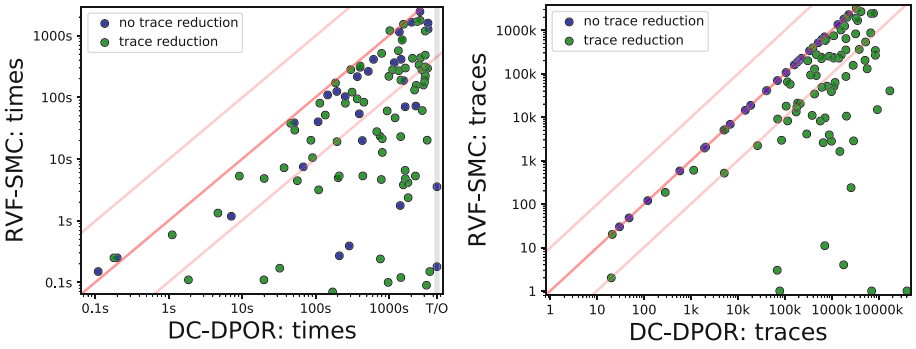 no trace reduction
trace reduction
1000s
100s
10s
1s
0.1s
RVF-SMC: times
0.1s 1s 10s 100s 1000s T/O
DC-DPOR: times
no trace reduction
trace reduction
1000k
100k
10k
1k
100
10
1
RVF-SMC: traces
1 10 100 1k 10k 100k 1000k 10000k
DC-DPOR: traces